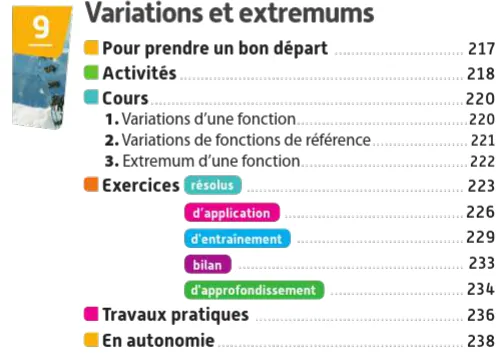 9
Variations et extremums
Pour prendre un bon départ 217
Activités 218
Cours 220
1. Variations d'une fonction 220
2. Variations de fonctions de référence 221
3. Extremum d'une fonction 222
Exercices résolus 223
d'application 226
d'entraînement 229
bilan 233
d'approfondissement 234
Travaux pratiques 236
En autonomie 238